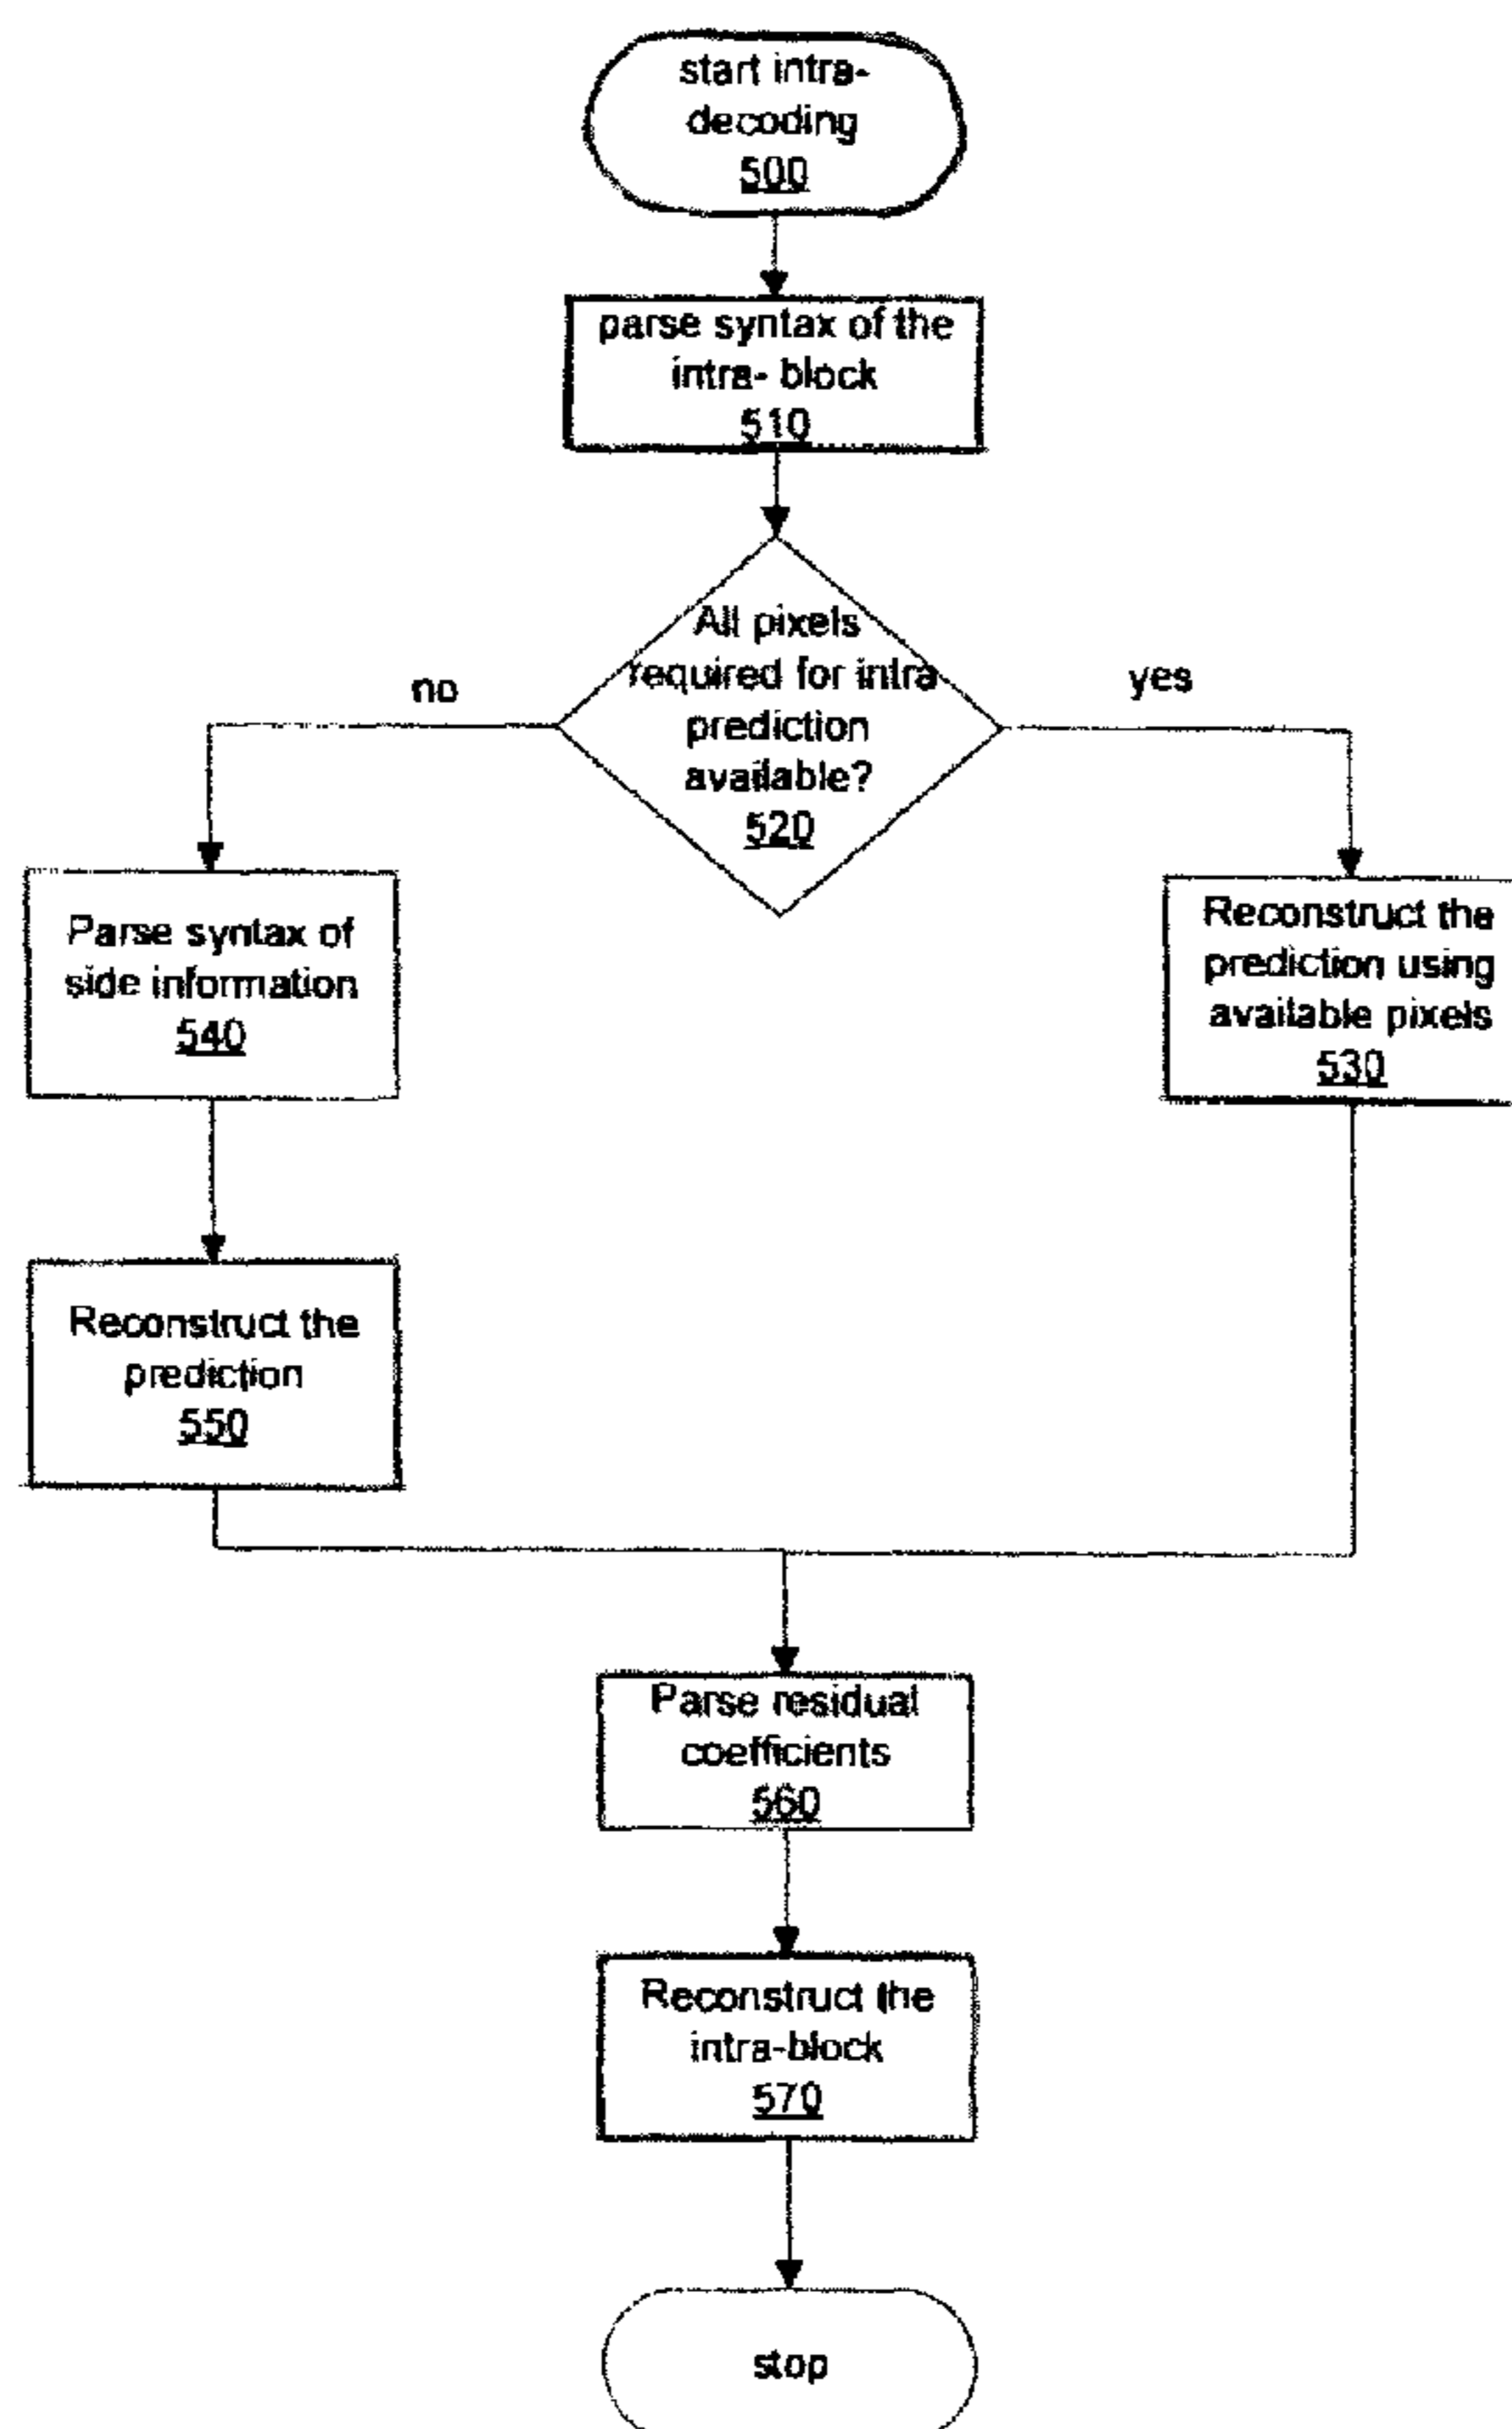 start intra-
decoding
500
parse syntax of the
intra- block
510
All pixels
required for intra
prediction
available?
520
no
yes
Parse syntax of
side information
540
Reconstruct the
prediction using
available pixels
530
Reconstruct the
prediction
550
Parse residual
coefficients
560
Reconstruct the
intra-block
570
stop